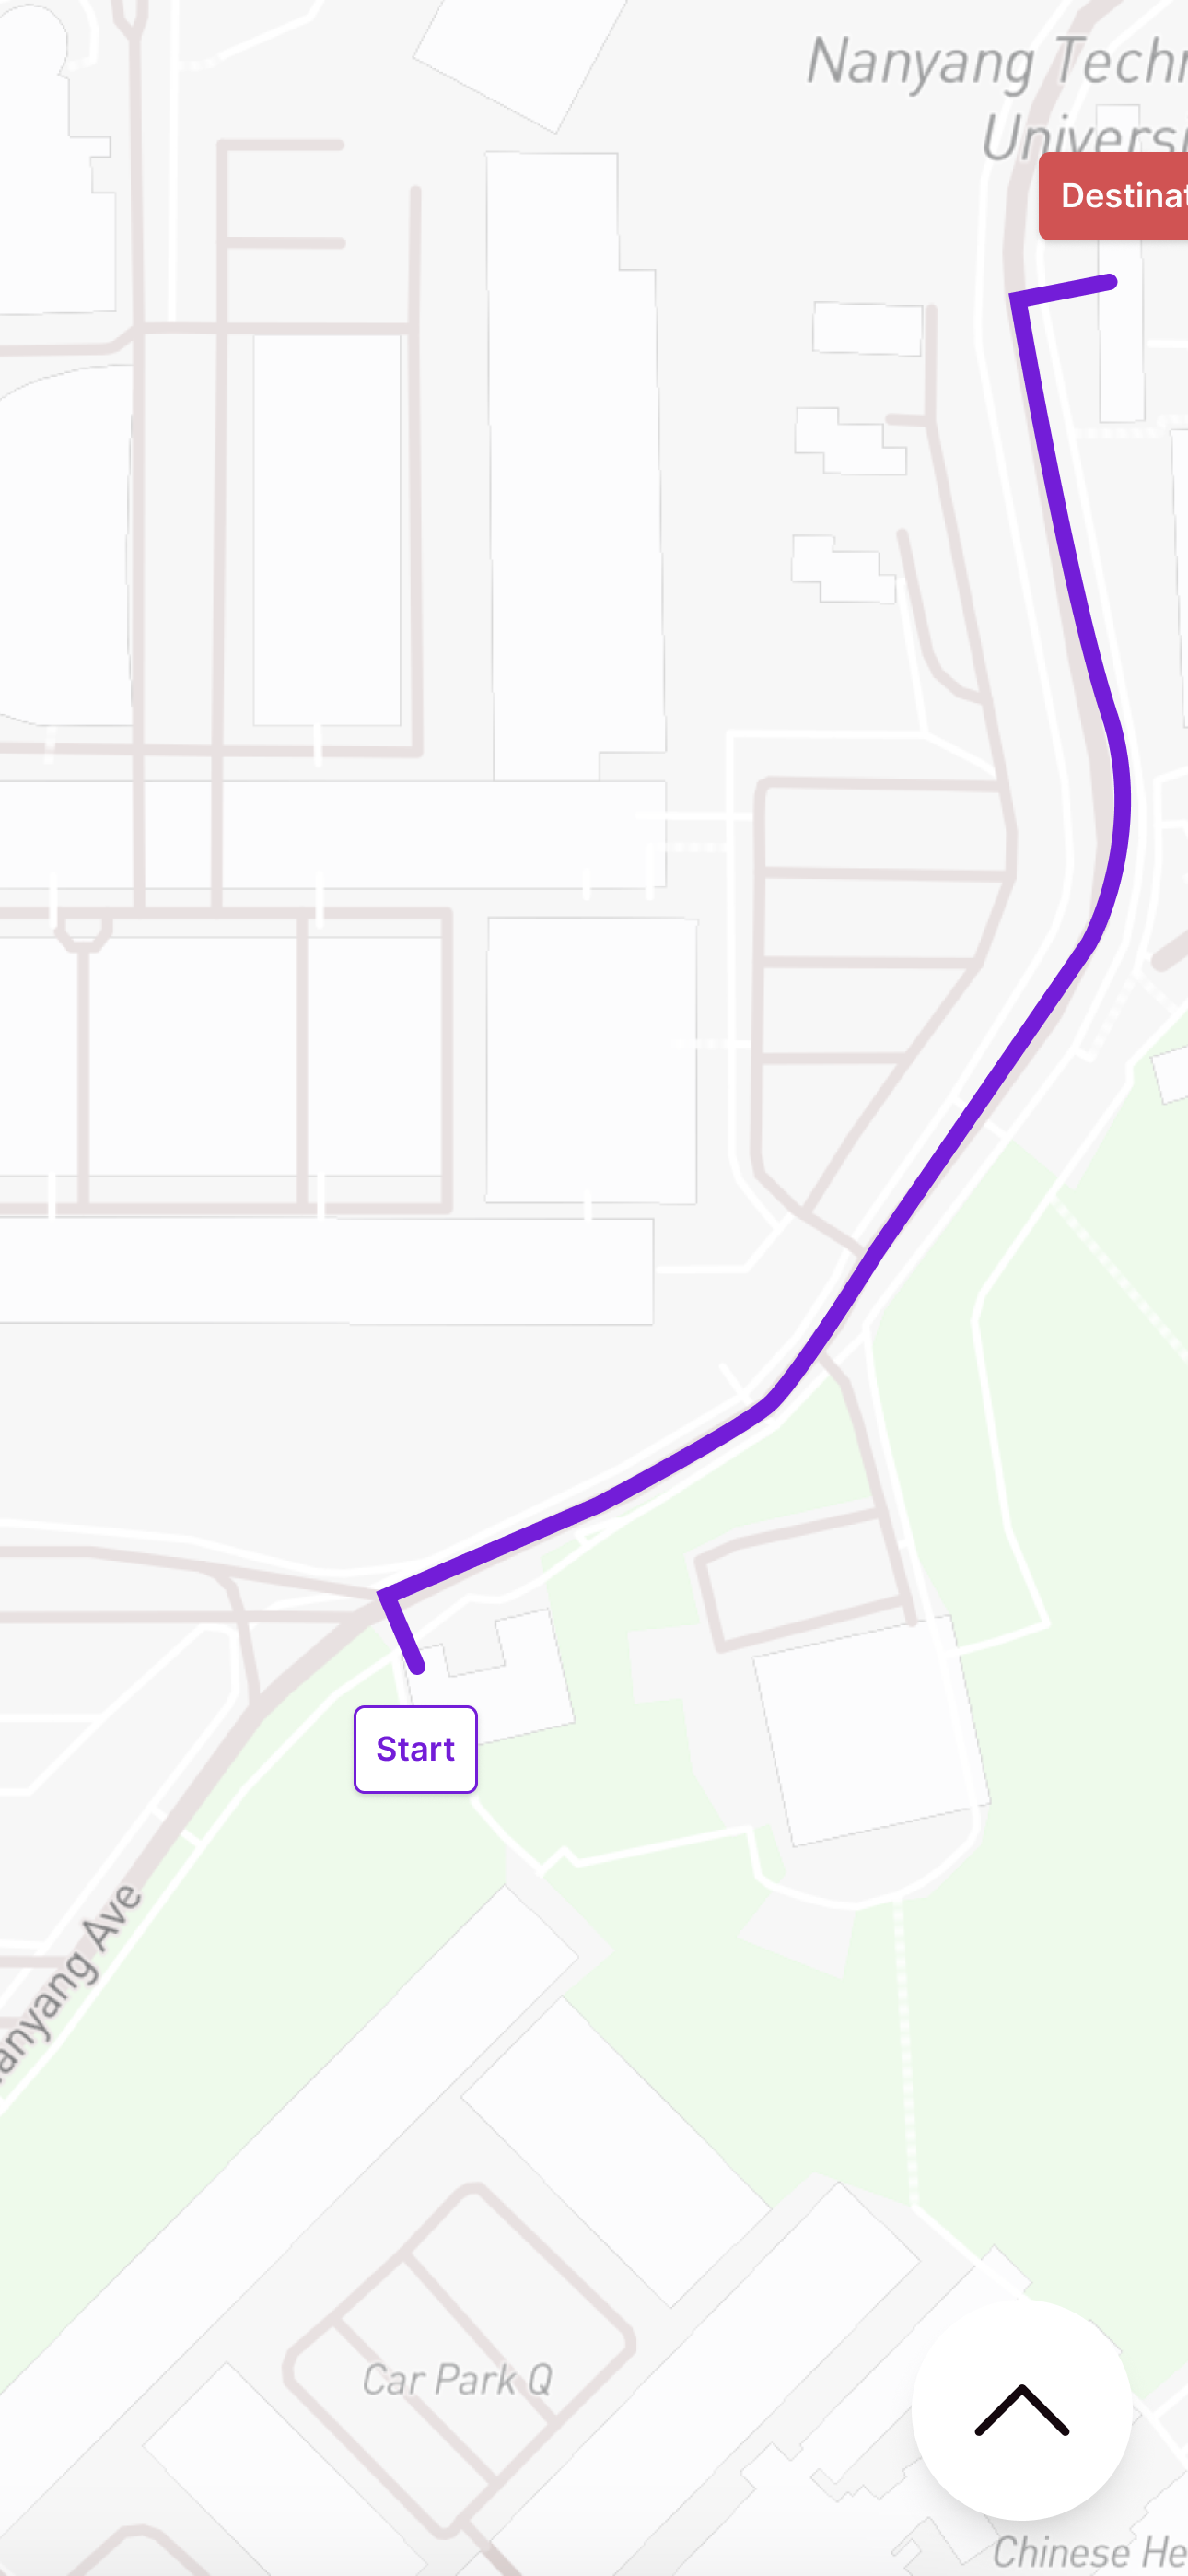 Nanyang Techn
Universi
Destinat
Start
anyang Ave
Car Park Q
Chinese He